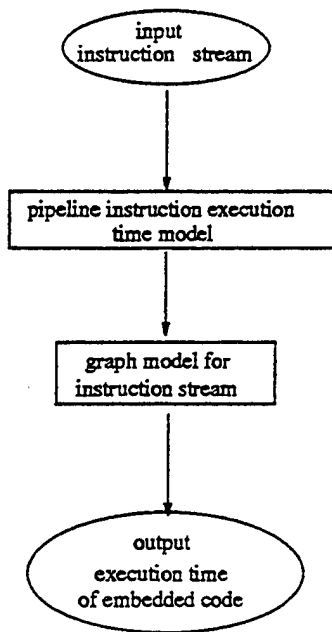 input
instruction stream
pipeline instruction execution
time model
graph model for
instruction stream
output
execution time
of embedded code